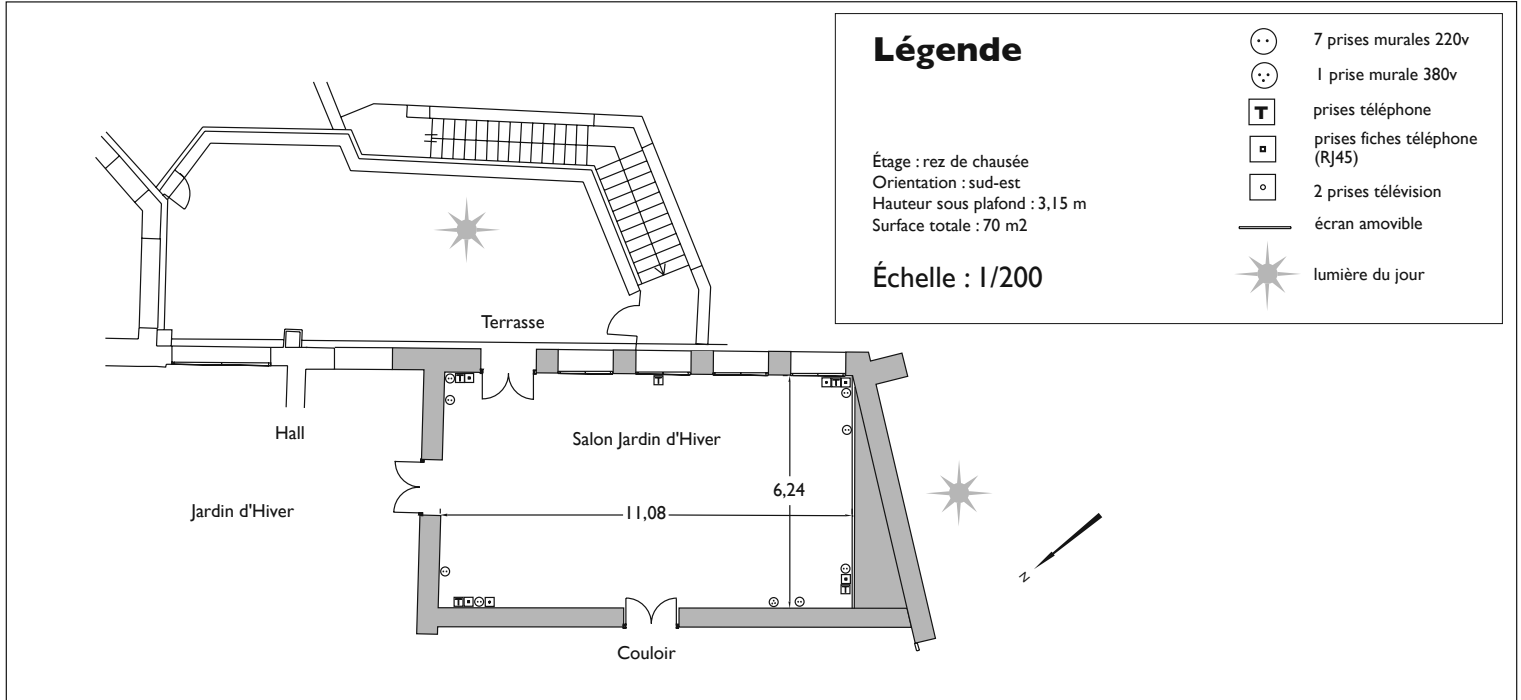 Légende
7 prises murales 220v
1 prise murale 380v
T
prises téléphone
prises fiches téléphone
(RJ45)
2 prises télévision
écran amovible
lumière du jour
Étage : rez de chausée
Orientation : sud-est
Hauteur sous plafond : 3,15 m
Surface totale : 70 m2
Échelle : 1/200
Terrasse
T
T
T
Hall
Salon Jardin d'Hiver
6,24
Jardin d'Hiver
11,08
N
T
T
Couloir